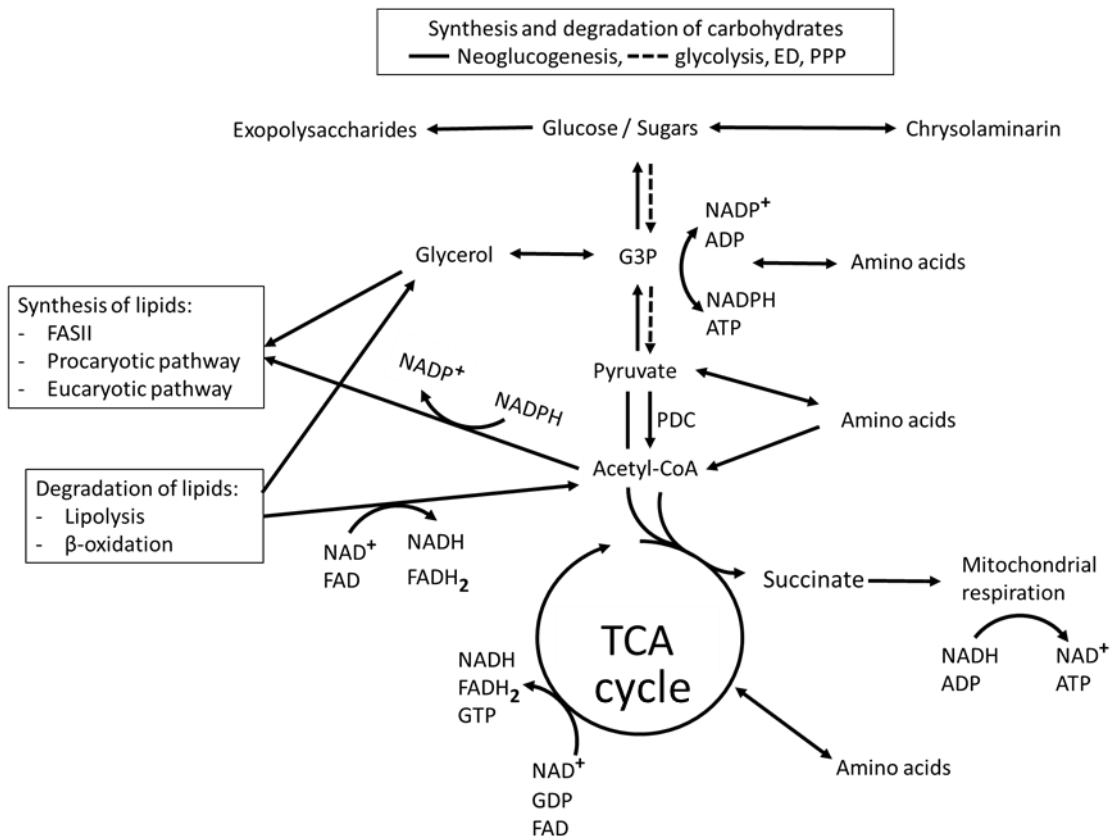 Synthesis and degradation of carbohydrates
Neoglucogenesis, glycolysis, ED, PPP
Exopolysaccharides
Glucose / Sugars
Chrysolaminarin
NADP+
ADP
Glycerol
G3P
Amino acids
NADPH
ATP
Synthesis of lipids:
- FASII
- Procaryotic pathway
- Eucaryotic pathway
NADP+
NADPH
Pyruvate
PDC
Amino acids
Acetyl-CoA
Degradation of lipids:
- Lipolysis
- β-oxidation
NAD+
FAD
NADH
FADH2
Succinate
Mitochondrial
respiration
NADH
ADP
NAD+
ATP
TCA
cycle
NADH
FADH2
GTP
NAD+
GDP
FAD
Amino acids